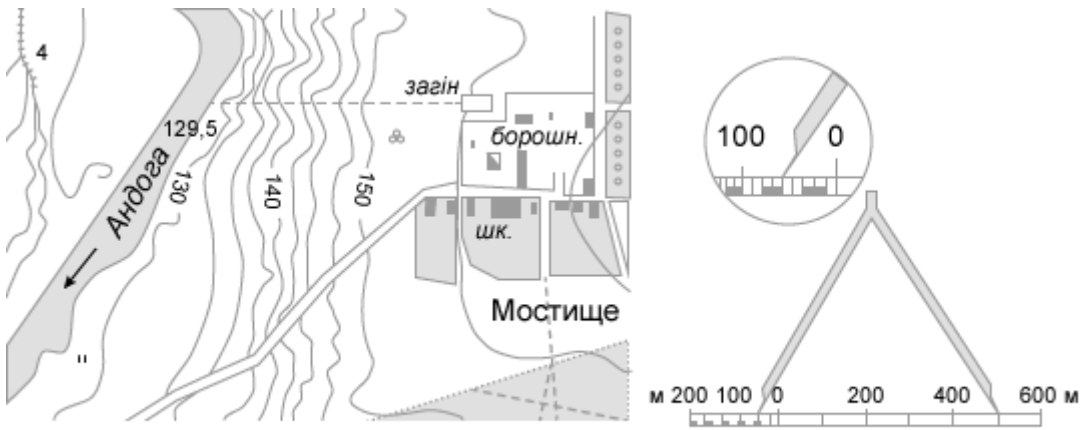 4
загін
129,5
борошн.
Андога
130
140
150
шк.
Мостище
"
100 0
м 200 100 0 200 400 600 м